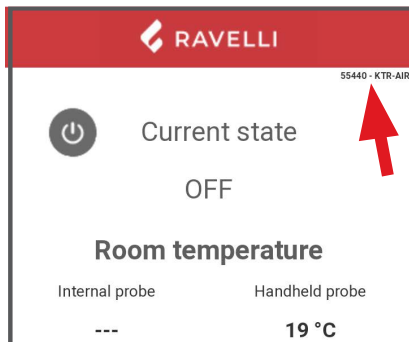 RAVELLI
55440 - KTR-AIR
Current state
OFF
Room temperature
Internal probe
Handheld probe
---
19 °C